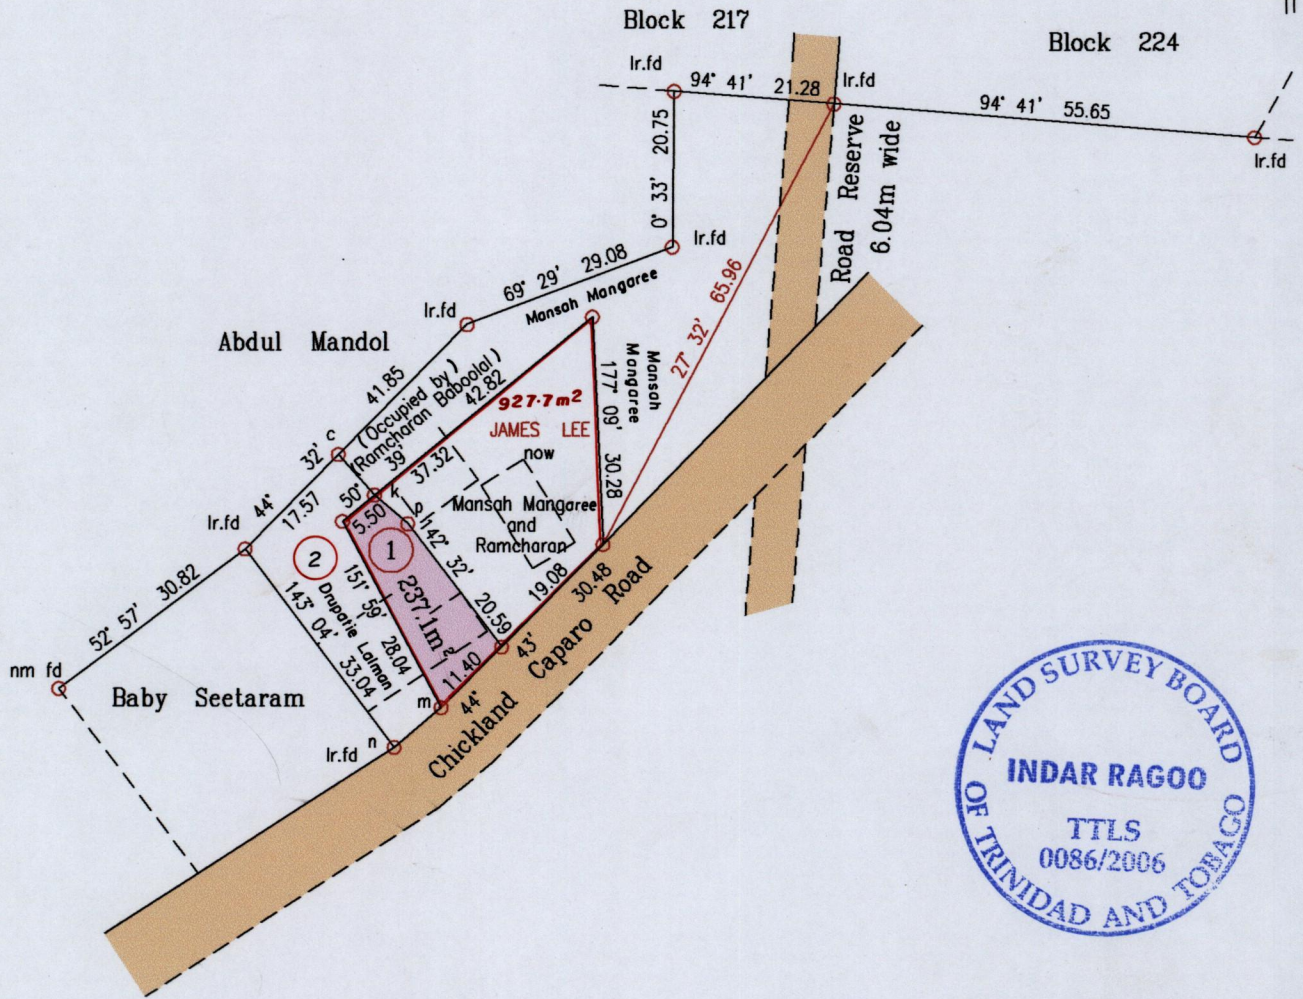 Block 217
Block 224
Ir.fd
94° 41' 21.28
Ir.fd
94° 41' 55.65
Ir.fd
0° 33' 20.75
Road Reserve
6.04m wide
Ir.fd
69° 29' 29.08
Mansah Mangaree
27° 32' 65.96
Ir.fd
Abdul Mandol
41.85
(Occupied by)
(Ramcharan Baboolal)
42.82
Mansah
Mangaree
177° 09' 30.28
927.7m²
JAMES LEE
now
c
44° 32'
17.57
50° 39'
37.32
k
5.50
p
Mansah Mangaree
and
Ramcharan
Ir.fd
2
1
142° 32' 20.59
19.08
30.48
52° 57' 30.82
151° 59' 28.04
237.1m²
Drupatie Lalman
143° 04' 33.04
nm fd
Baby Seetaram
11.40
44° 43'
m
n
Ir.fd
Chickland Caparo Road
LAND SURVEY BOARD
INDAR RAGOO
TTLS
0086/2006
OF TRINIDAD AND TOBAGO